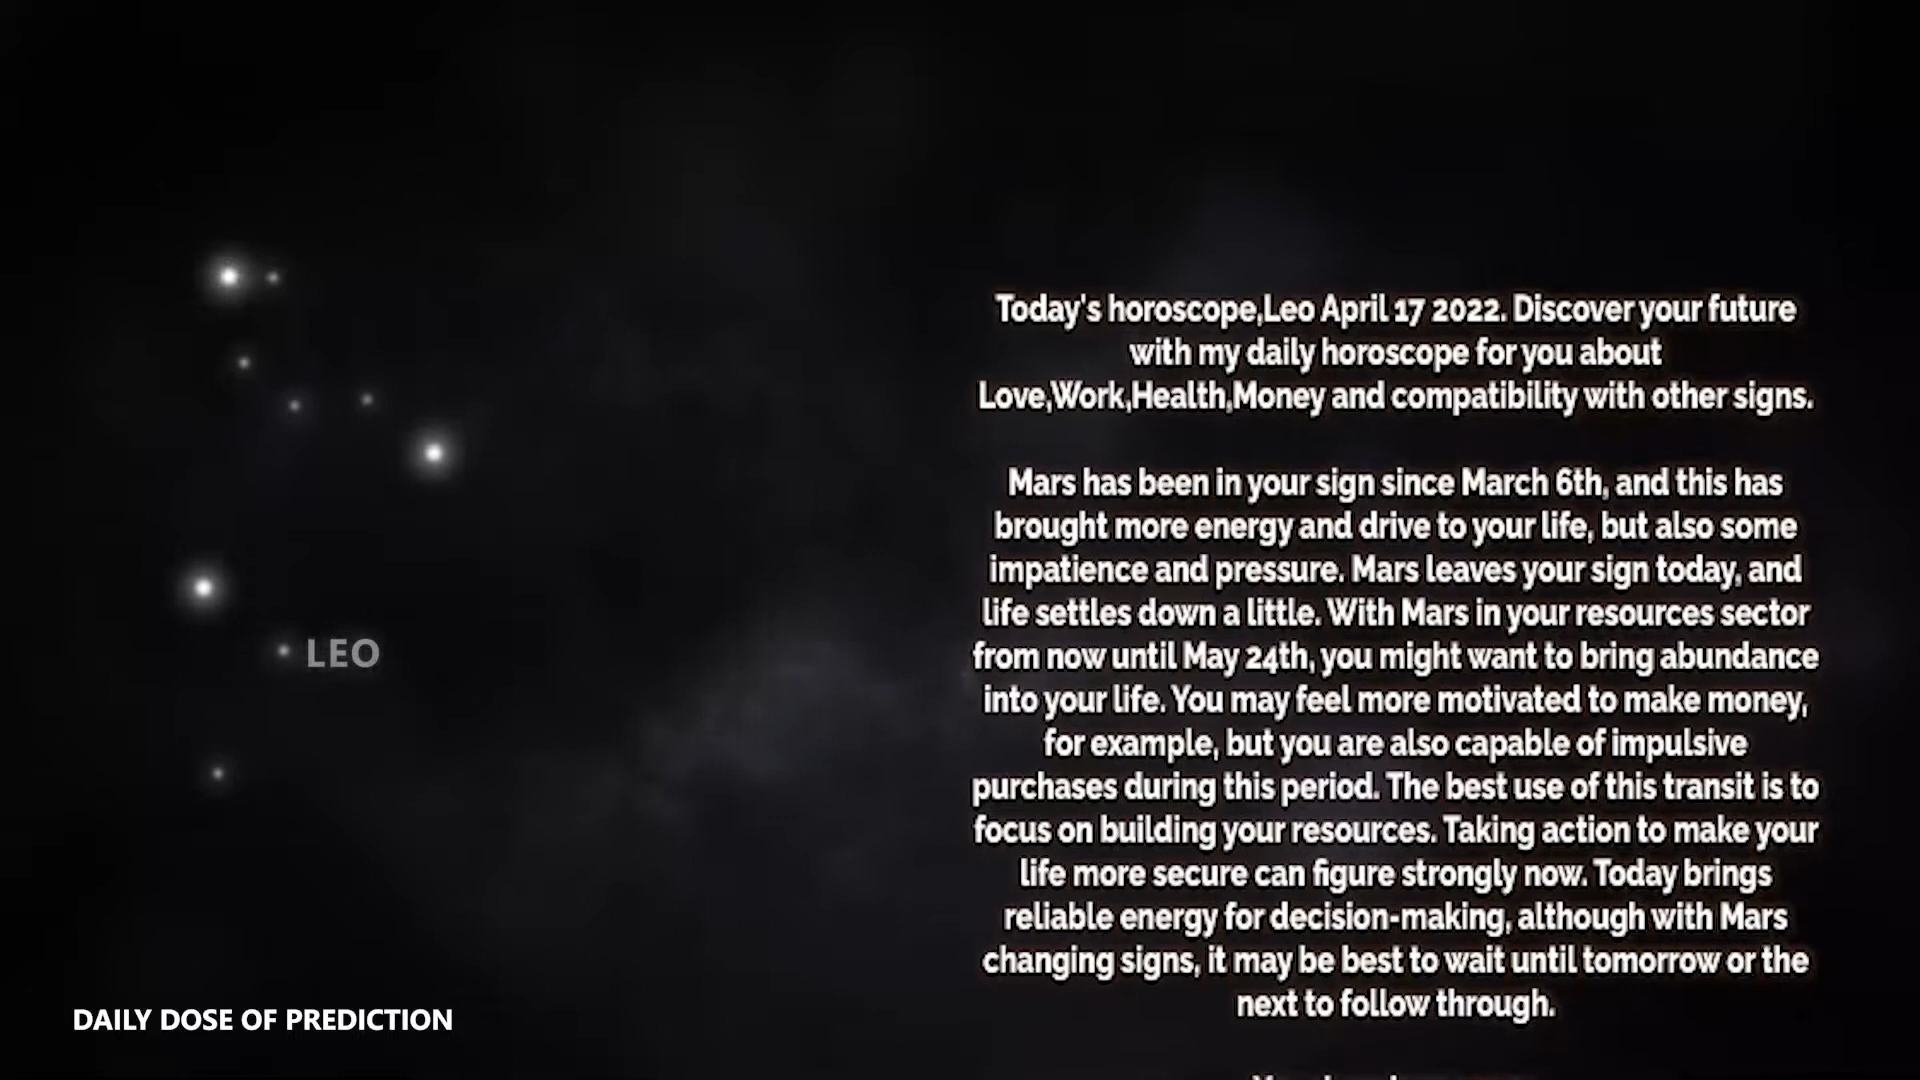 Today's horoscope,Leo April 17 2022. Discover your future
with my daily horoscope for you about
Love,Work,Health,Money and compatibility with other signs.
Mars has been in your sign since March 6th, and this has
brought more energy and drive to your life, but also some
impatience and pressure. Mars leaves your sign today, and
life settles down a little. With Mars in your resources sector
from now until May 24th, you might want to bring abundance
into your life. You may feel more motivated to make money,
for example, but you are also capable of impulsive
purchases during this period. The best use of this transit is to
focus on building your resources. Taking action to make your
life more secure can figure strongly now. Today brings
reliable energy for decision-making, although with Mars
changing signs, it may be best to wait until tomorrow or the
next to follow through.
LEO
DAILY DOSE OF PREDICTION